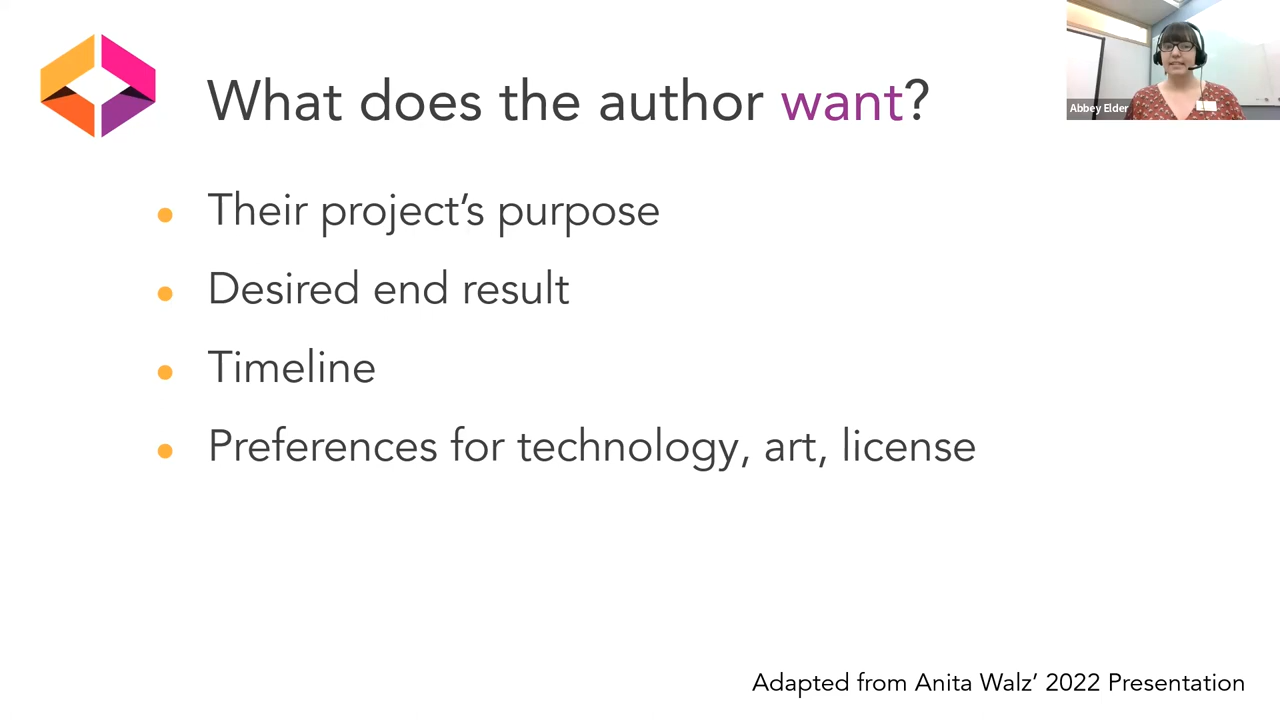 What does the author want?
Abbey Elder
Their project's purpose
Desired end result
Timeline
Preferences for technology, art, license
Adapted from Anita Walz' 2022 Presentation